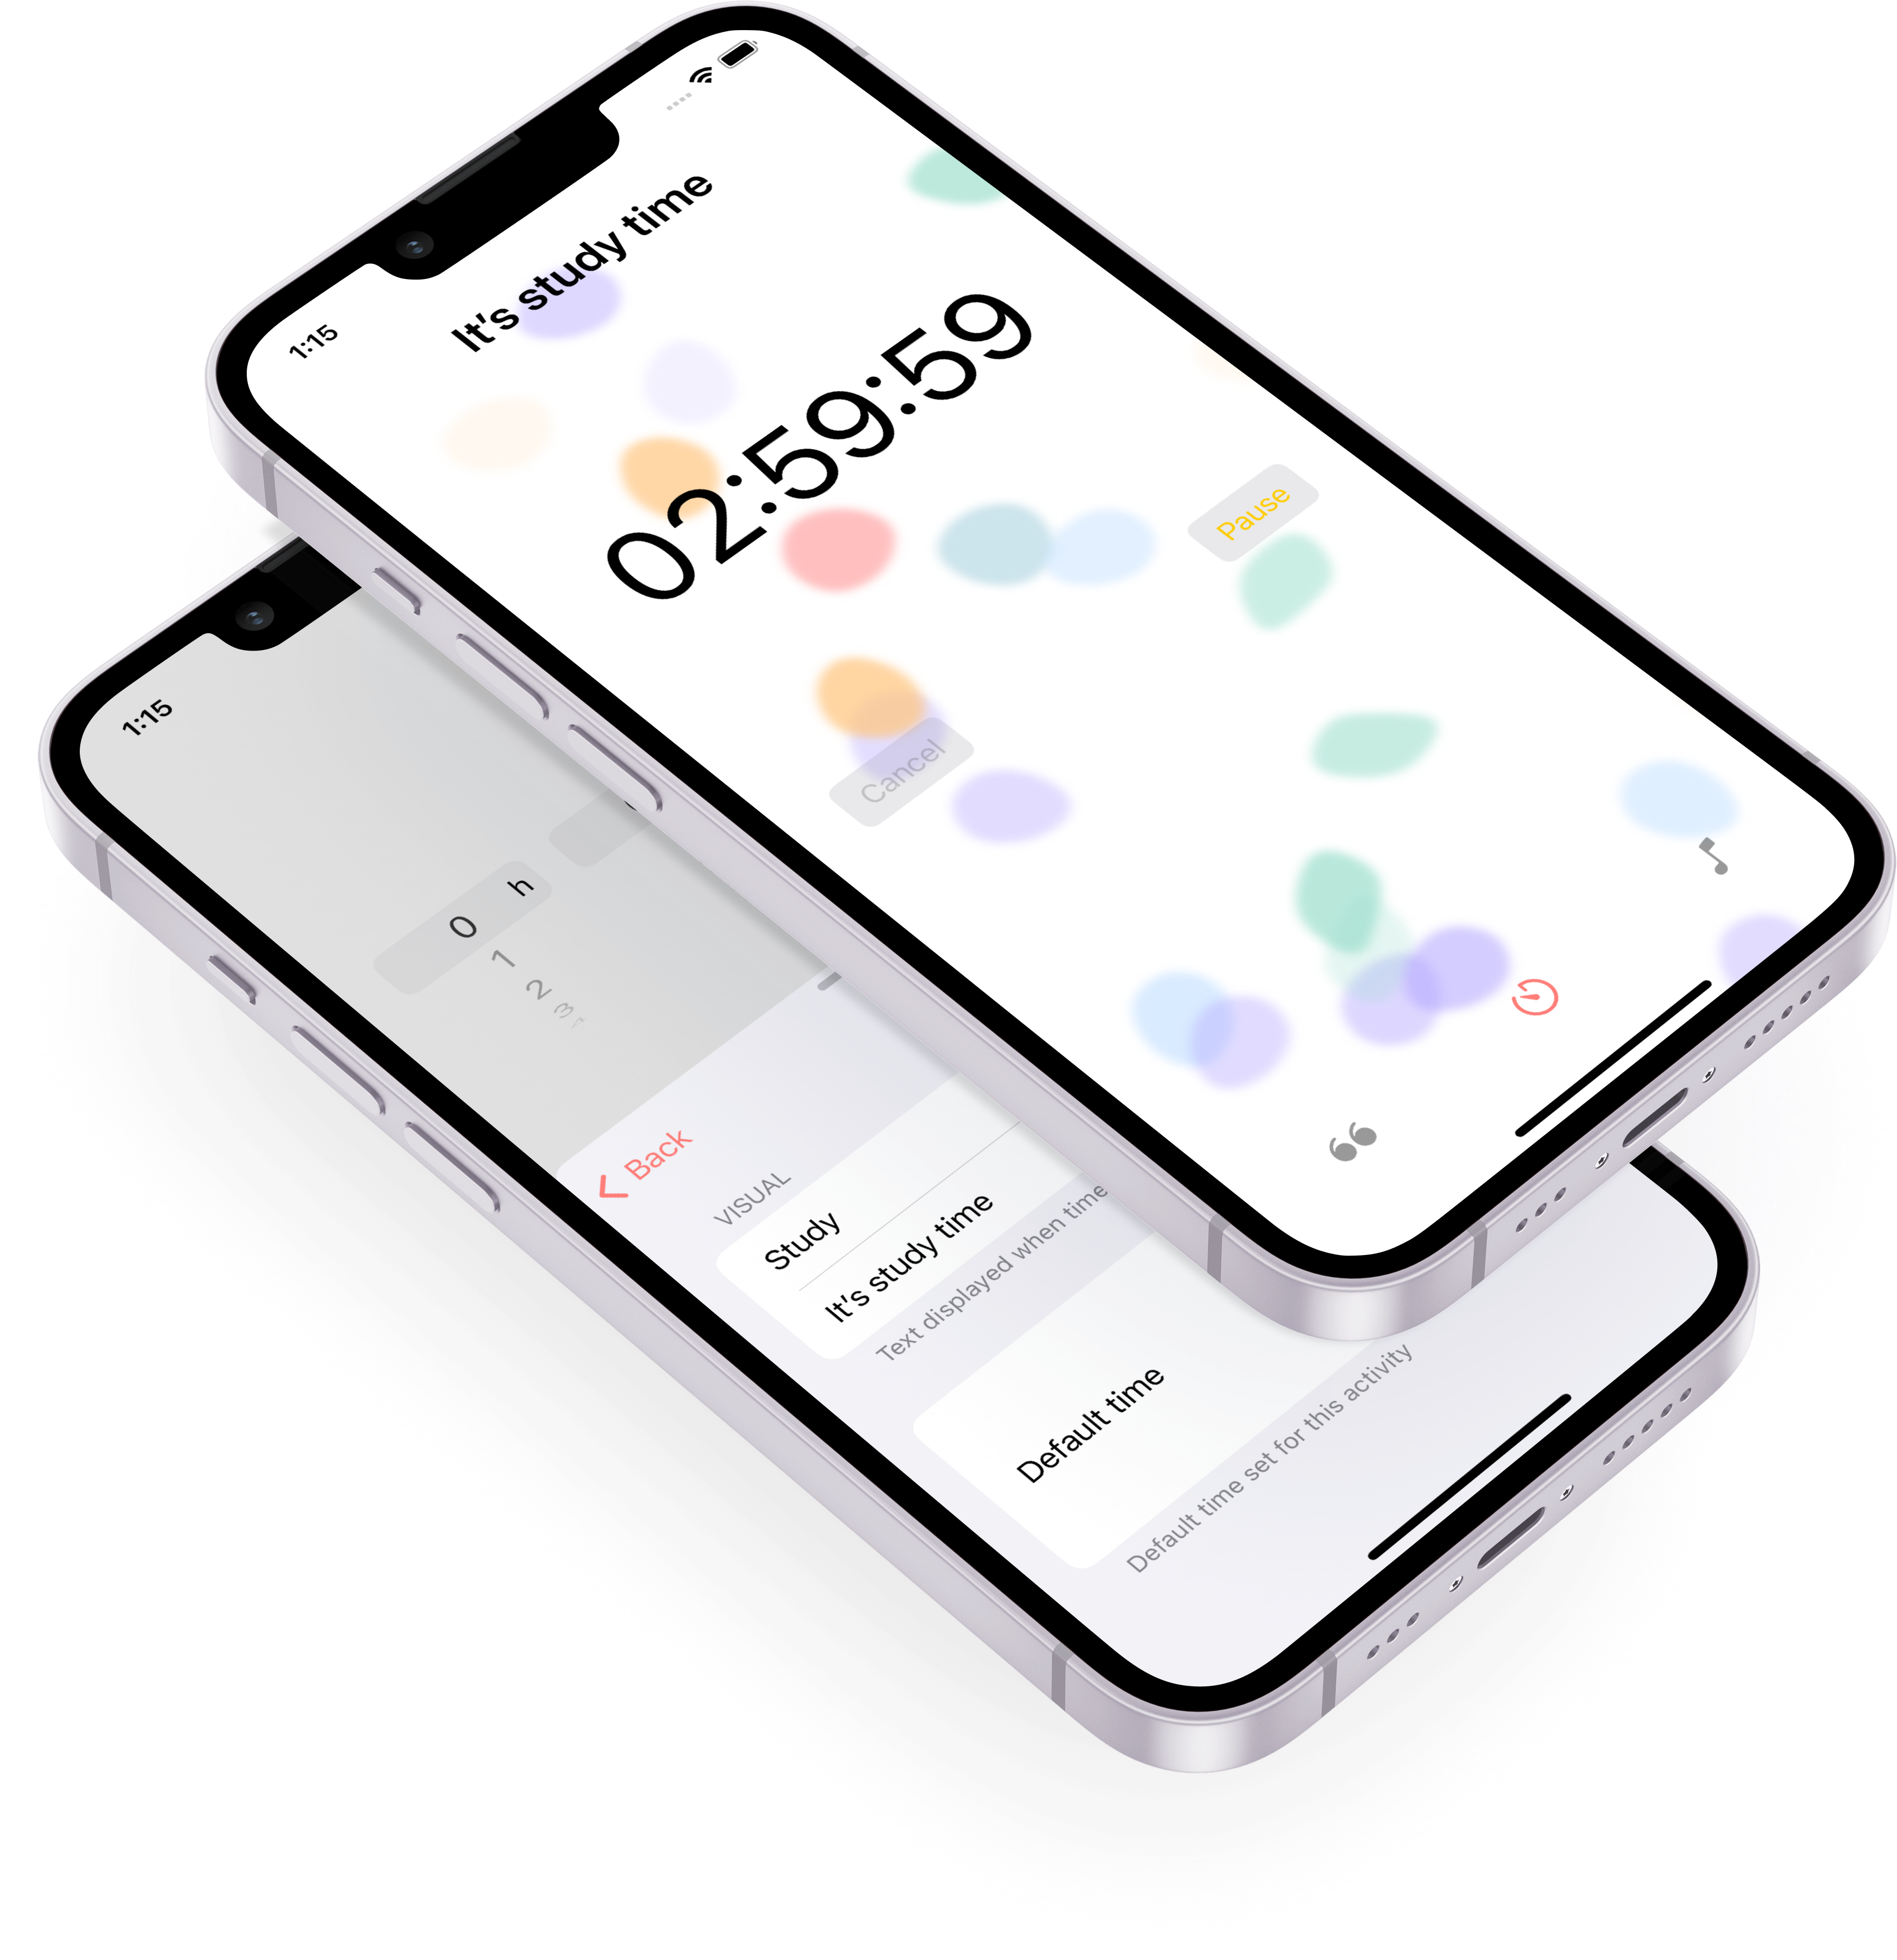 1:15
It's study time
02:59:59
Cancel
Pause
1:15
0 h
1
2
3
Back
VISUAL
Study
It's study time
Text displayed when time
Default time
Default time set for this activity